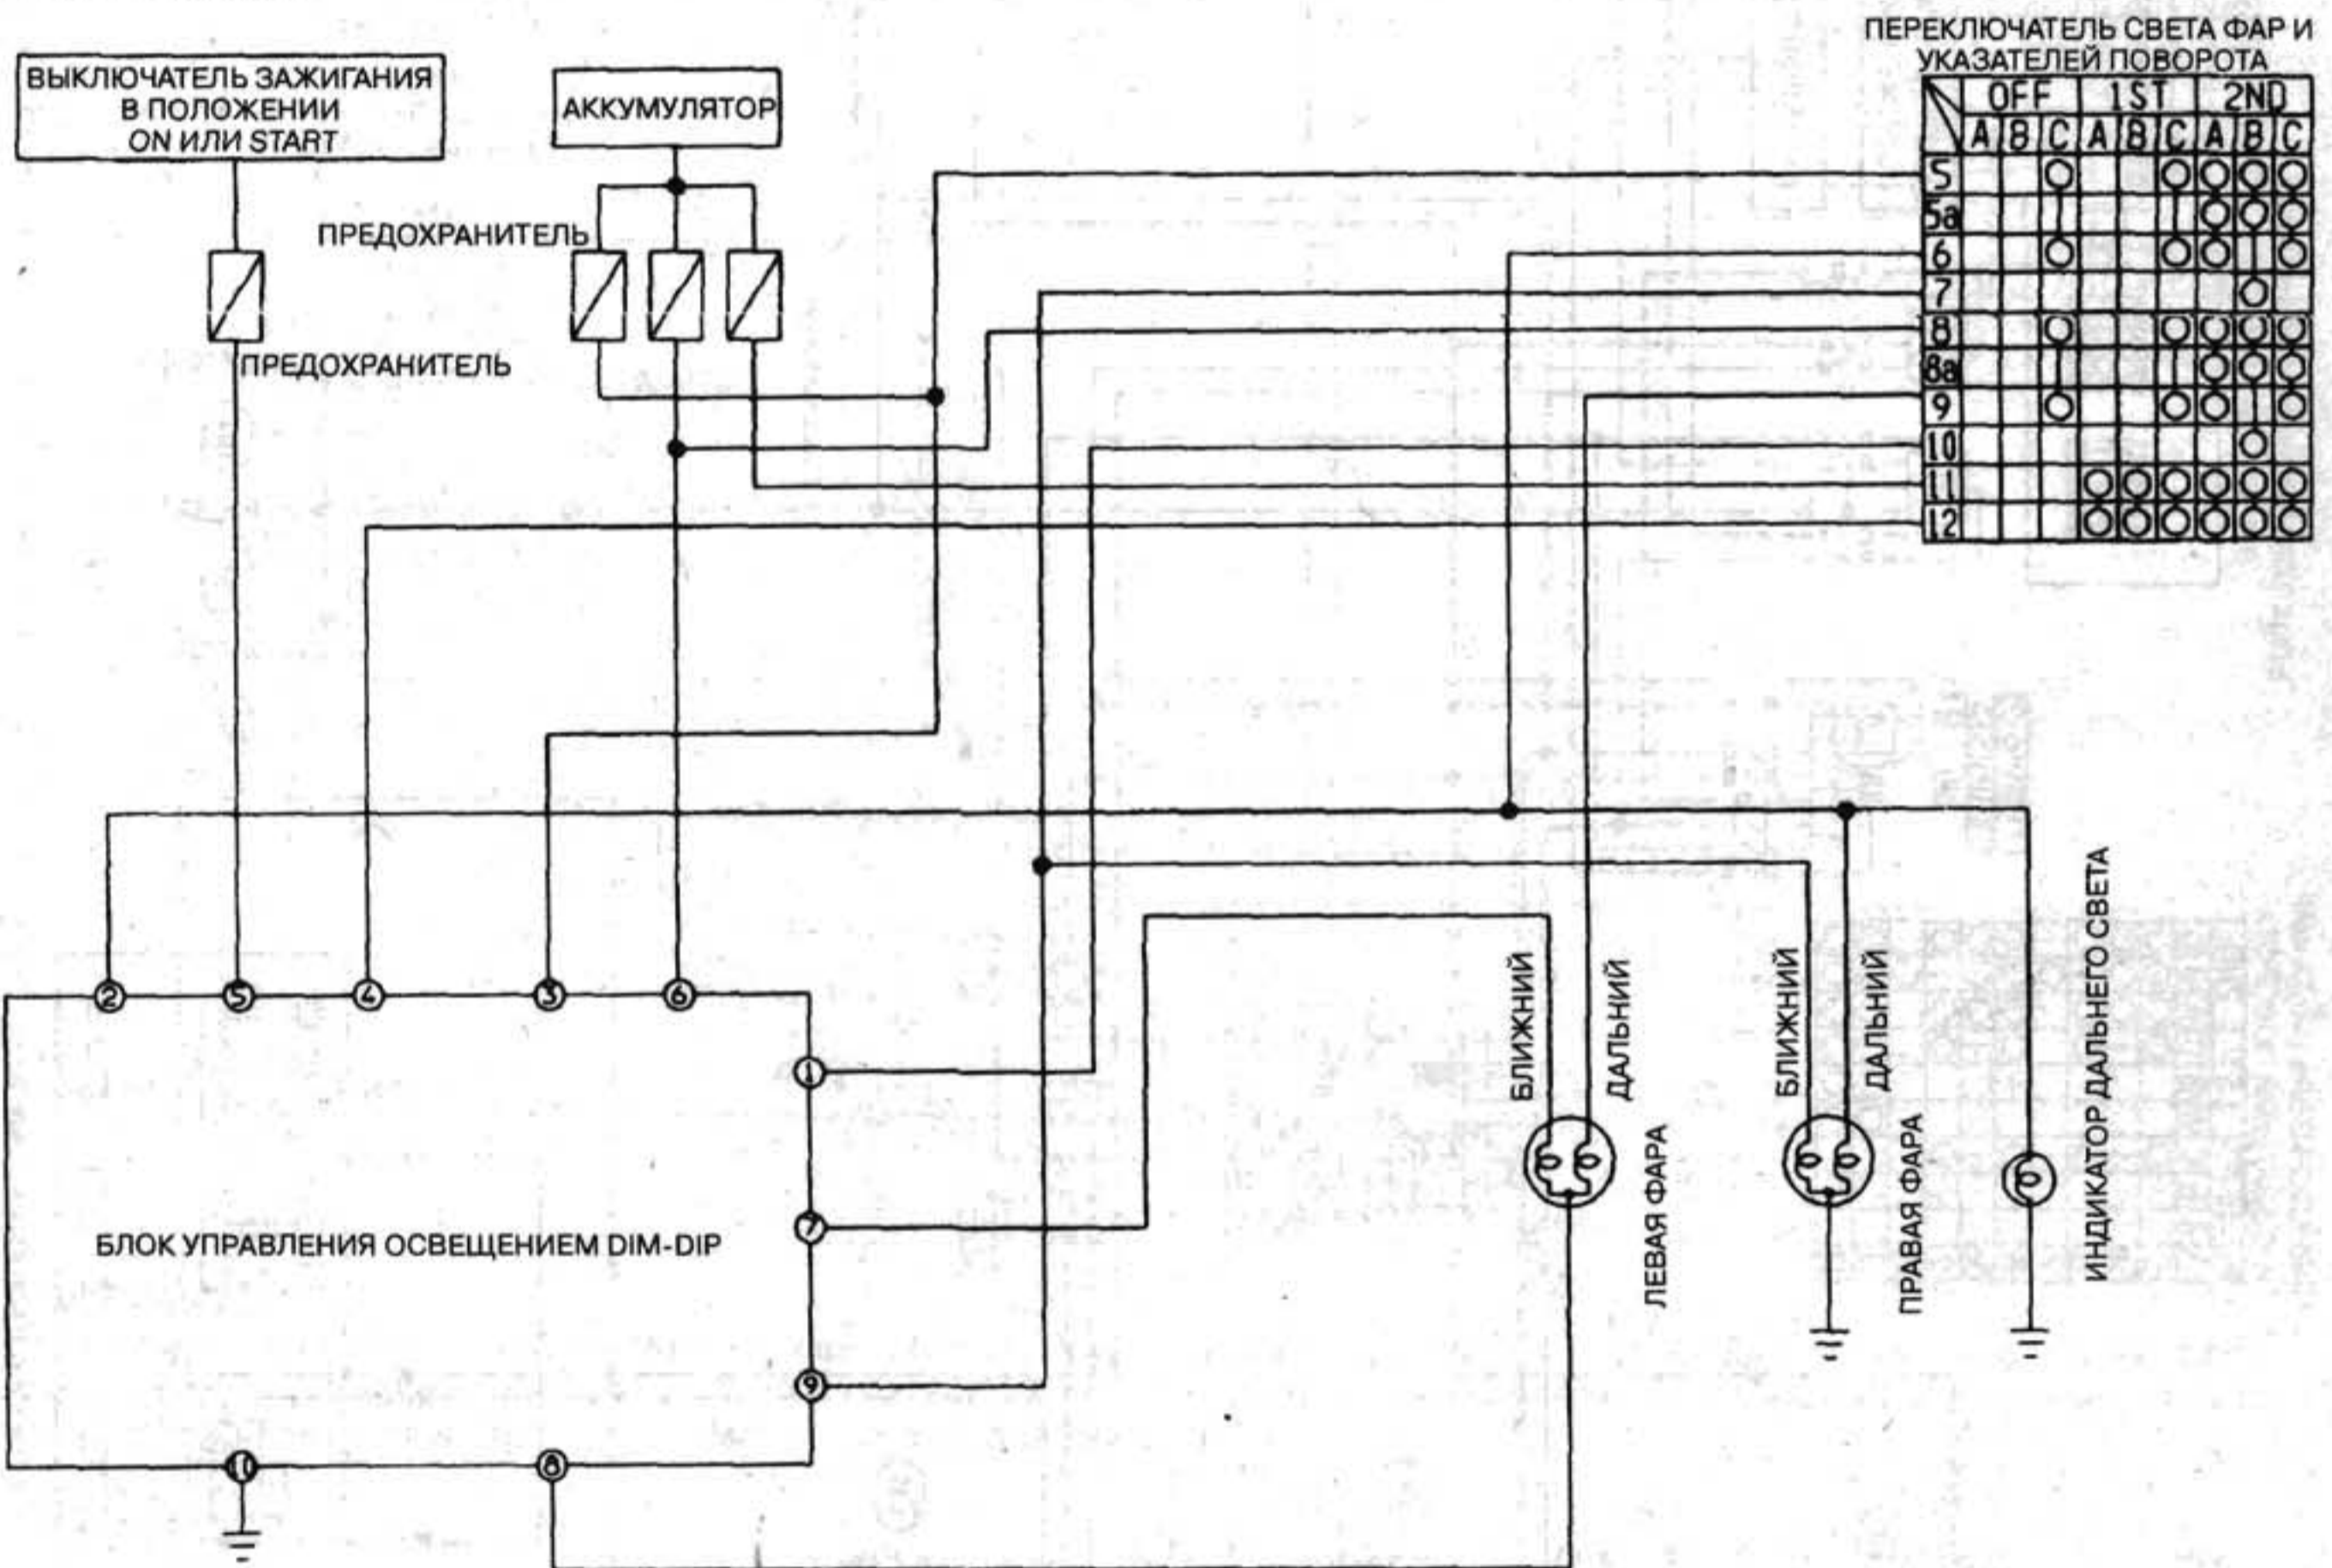 ПЕРЕКЛЮЧАТЕЛЬ СВЕТА ФАР И
УКАЗАТЕЛЕЙ ПОВОРОТА
ВЫКЛЮЧАТЕЛЬ ЗАЖИГАНИЯ
В ПОЛОЖЕНИИ
ON ИЛИ START
АККУМУЛЯТОР
OFF 1ST 2ND
A B C A B C A B C
5
5a
6
7
8
8a
9
10
11
12
ПРЕДОХРАНИТЕЛЬ
ПРЕДОХРАНИТЕЛЬ
2 5 4 3 6
1
7
9
10 8
БЛОК УПРАВЛЕНИЯ ОСВЕЩЕНИЕМ DIM-DIP
БЛИЖНИЙ
ДАЛЬНИЙ
ЛЕВАЯ ФАРА
БЛИЖНИЙ
ДАЛЬНИЙ
ПРАВАЯ ФАРА
ИНДИКАТОР ДАЛЬНЕГО СВЕТА